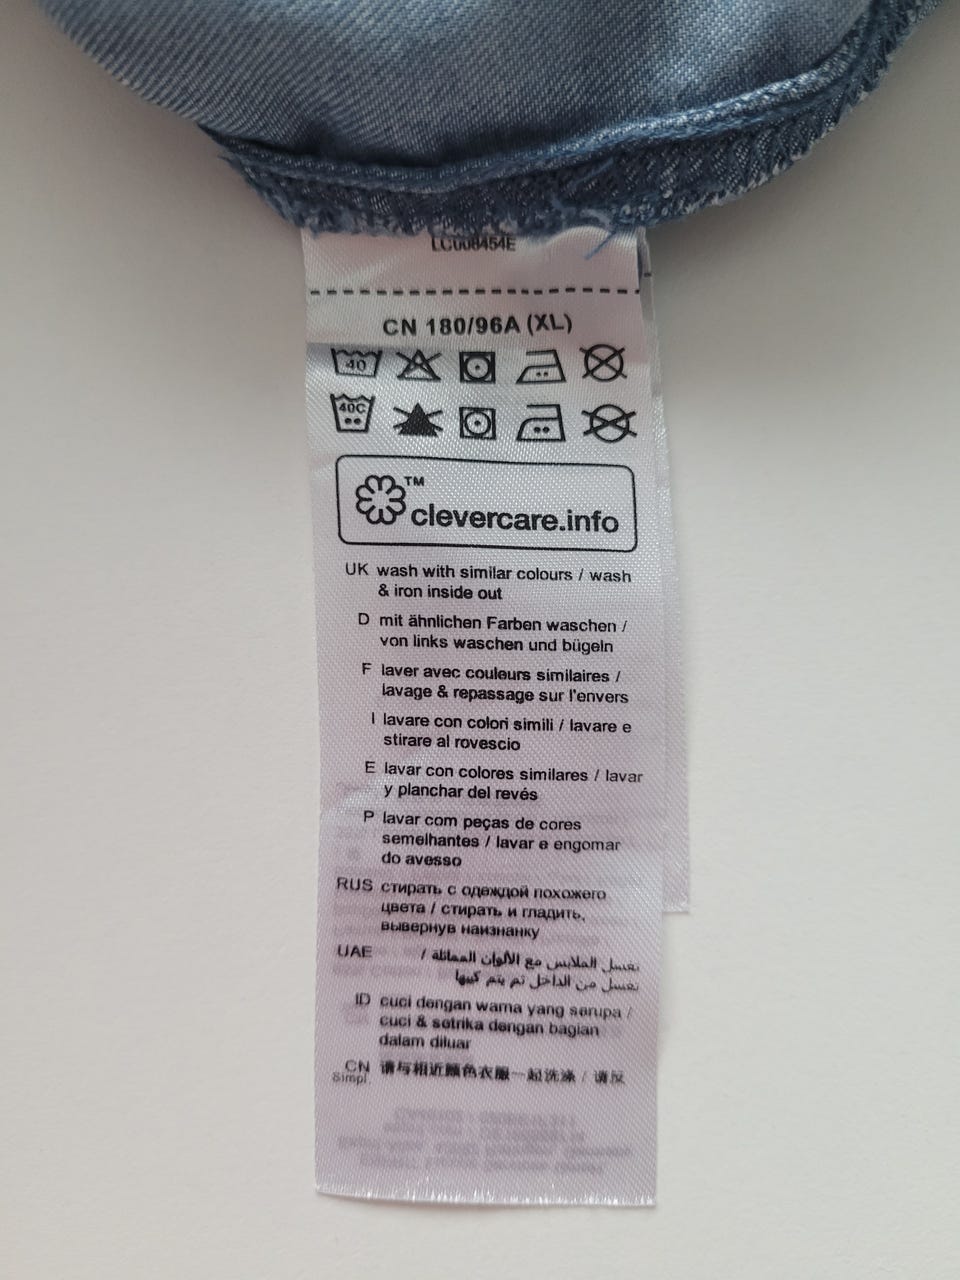 LC008454E
CN 180/96A (XL)
40
40C
TM
clevercare.info
UK wash with similar colours / wash
& iron inside out
D mit ähnlichen Farben waschen /
von links waschen und bügeln
F laver avec couleurs similaires /
lavage & repassage sur l'envers
I lavare con colori simili / lavare e
stirare al rovescio
E lavar con colores similares / lavar
y planchar del revés
P lavar com peças de cores
semelhantes / lavar e engomar
do avesso
RUS стирать с одеждой похожего
цвета / стирать и гладить,
вывернув наизнанку
UAE تغسل الملابس مع الألوان المماثلة /
تغسل من الداخل ثم يتم كيها
ID cuci dengan warna yang serupa /
cuci & setrika dengan bagian
dalam diluar
CN 请与相近颜色衣服一起洗涤 / 请反
Simpl.